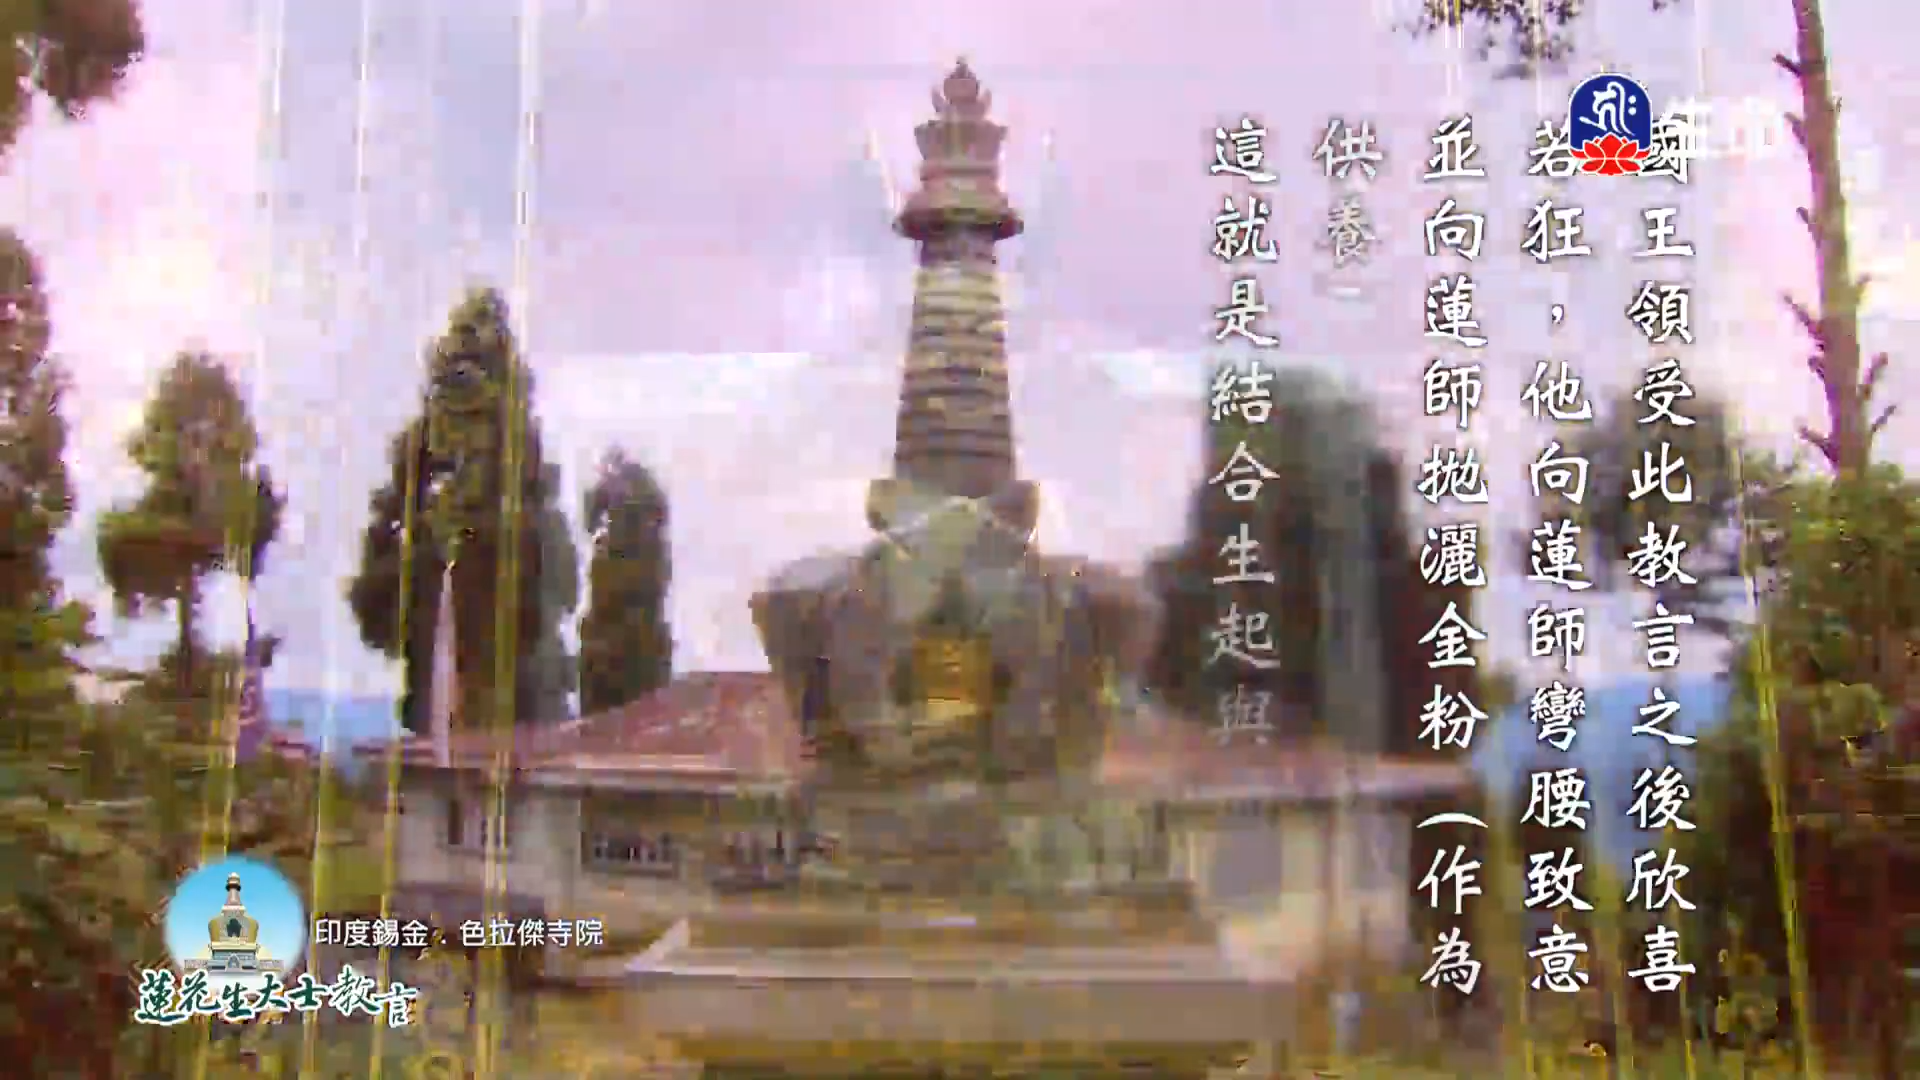 國王領受此教言之後欣喜
若狂，他向蓮師彎腰致意
並向蓮師拋灑金粉（作為
供養
這就是結合生起與
印度錫金．色拉傑寺院
蓮花生大士教言